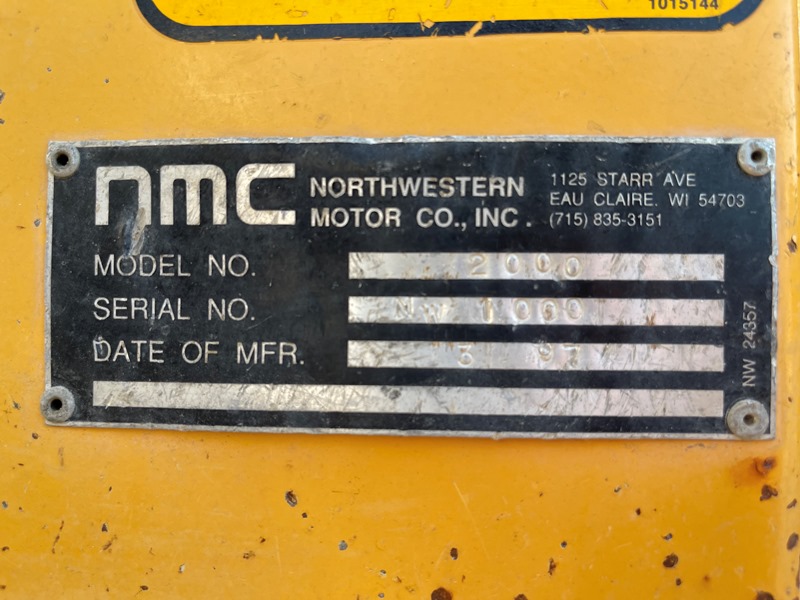 1015144
nmc
NORTHWESTERN
MOTOR CO., INC.
1125 STARR AVE
EAU CLAIRE, WI 54703
(715) 835-3151
MODEL NO. 2000
SERIAL NO. NW 1060
DATE OF MFR. 3 97
NW 24357